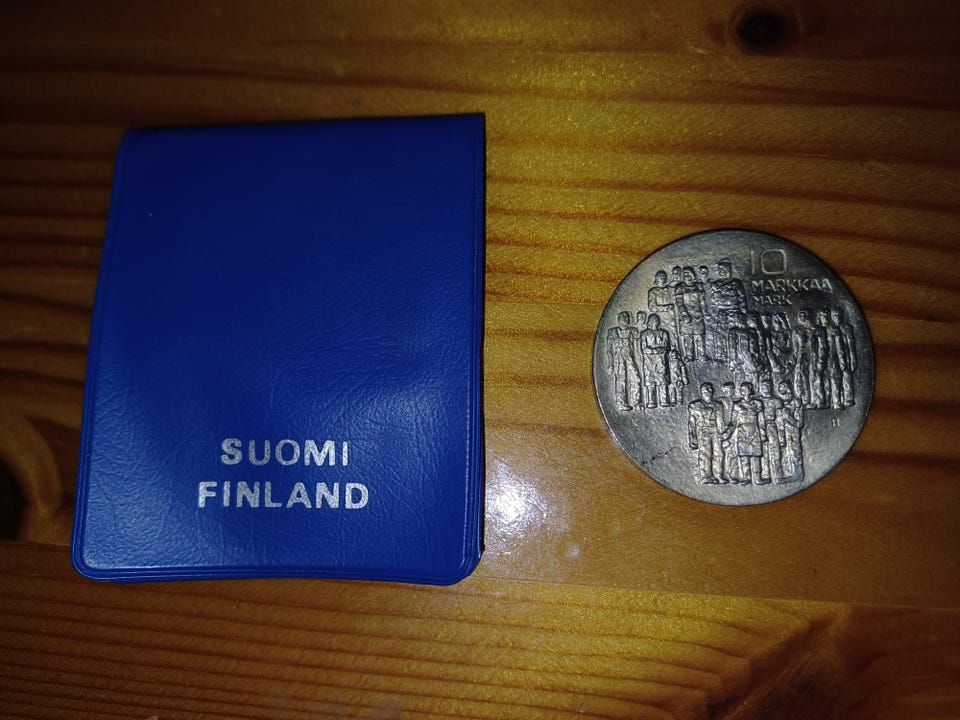 SUOMI
FINLAND
10
MARKKAA
MARK
K H